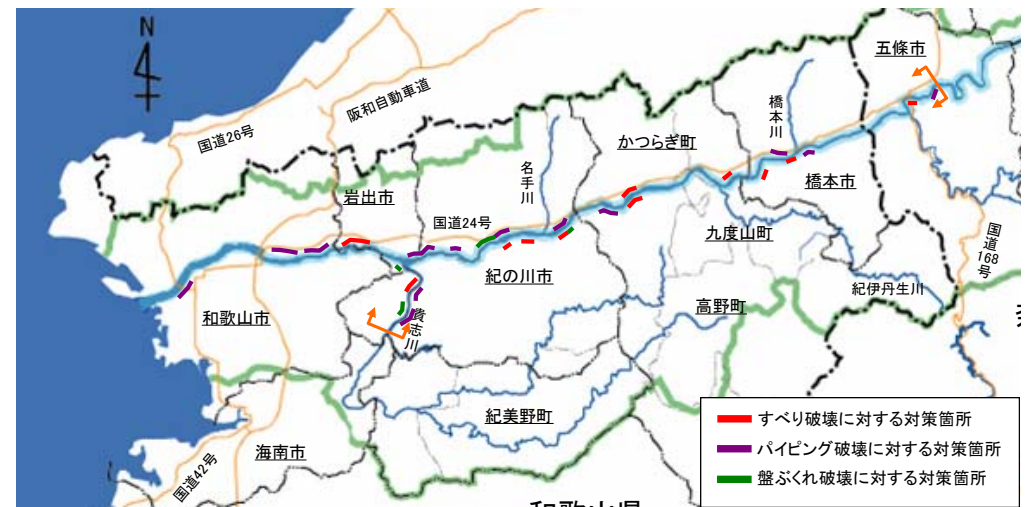 N
五條市
阪和自動車道
国道26号
橋本川
かつらぎ町
名手川
岩出市
橋本市
国道24号
九度山町
国道168号
紀の川市
紀伊丹生川
高野町
和歌山市
貴志川
紀美野町
すべり破壊に対する対策箇所
パイピング破壊に対する対策箇所
盤ぶくれ破壊に対する対策箇所
海南市
国道42号